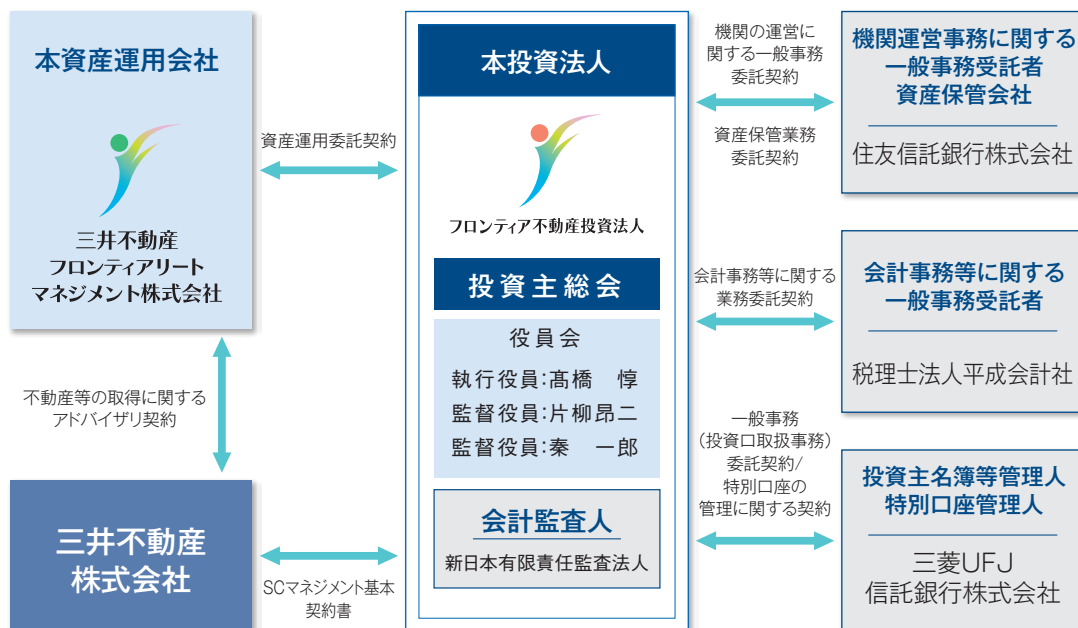 本資産運用会社
三井不動産
フロンティアリート
マネジメント株式会社
資産運用委託契約
不動産等の取得に関する
アドバイザリ契約
三井不動産
株式会社
SCマネジメント基本
契約書
本投資法人
フロンティア不動産投資法人
投資主総会
役員会
執行役員:髙橋 惇
監督役員:片柳昂二
監督役員:秦 一郎
会計監査人
新日本有限責任監査法人
機関の運営に
関する一般事務
委託契約
資産保管業務
委託契約
機関運営事務に関する
一般事務受託者
資産保管会社
住友信託銀行株式会社
会計事務等に関する
業務委託契約
会計事務等に関する
一般事務受託者
税理士法人平成会計社
一般事務
(投資口取扱事務)
委託契約/
特別口座の
管理に関する契約
投資主名簿等管理人
特別口座管理人
三菱UFJ
信託銀行株式会社